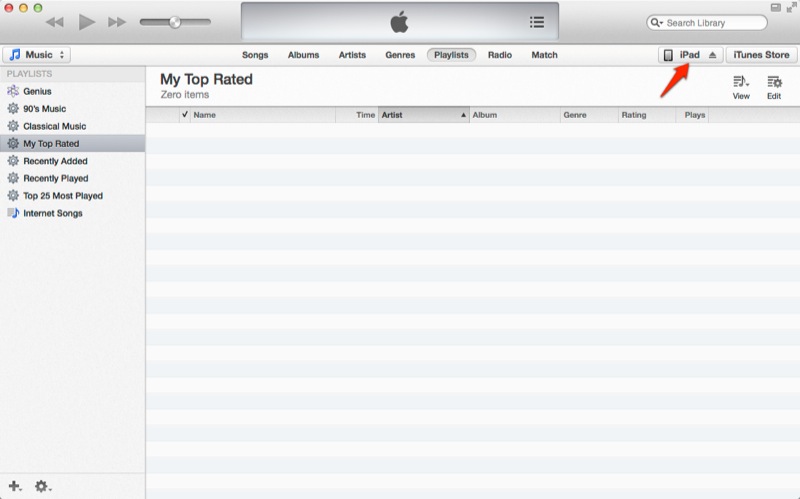 Search Library
Music
Songs Albums Artists Genres Playlists Radio Match
iPad
iTunes Store
PLAYLISTS
Genius
90's Music
Classical Music
My Top Rated
Recently Added
Recently Played
Top 25 Most Played
Internet Songs
My Top Rated
Zero items
View Edit
Name Time Artist Album Genre Rating Plays